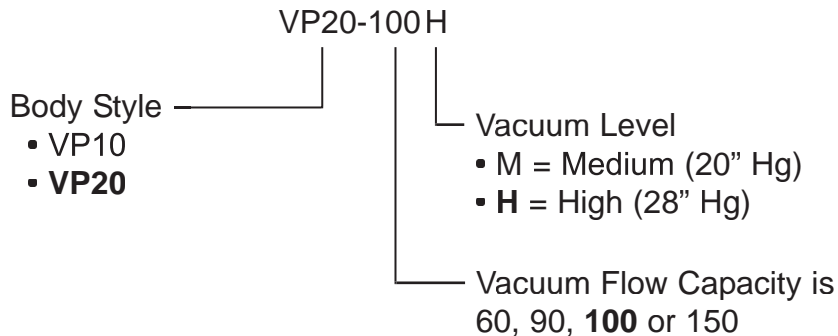 VP20-100H
Body Style
• VP10
• VP20
Vacuum Level
• M = Medium (20” Hg)
• H = High (28” Hg)
Vacuum Flow Capacity is
60, 90, 100 or 150